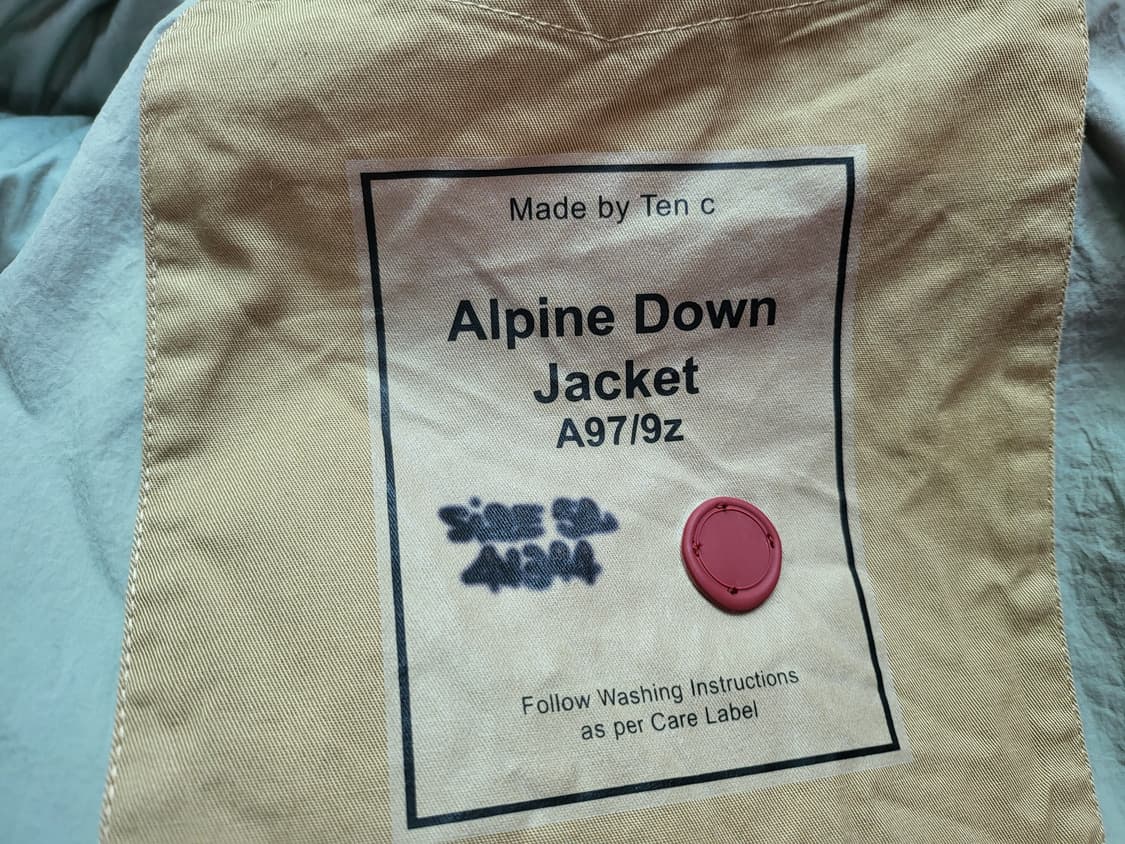 Made by Ten c
Alpine Down
Jacket
A97/9z
Follow Washing Instructions
as per Care Label